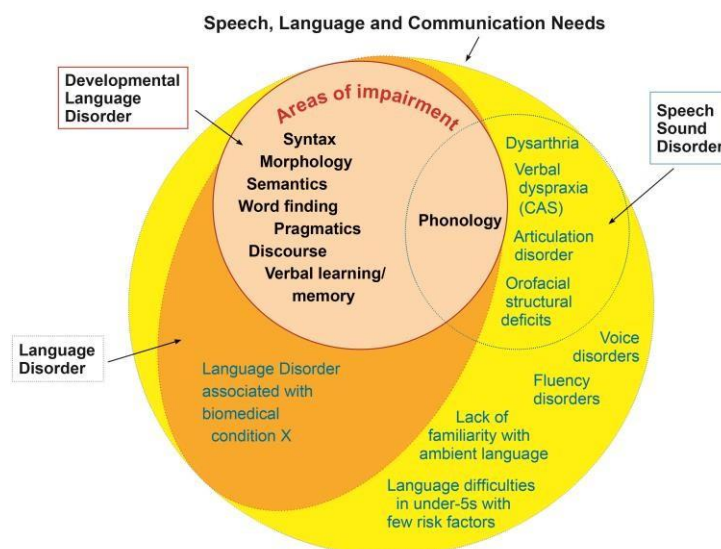 Speech, Language and Communication Needs
Developmental
Language
Disorder
Areas of impairment
Syntax
Morphology
Semantics
Word finding
Pragmatics
Discourse
Verbal learning/
memory
Phonology
Dysarthria
Verbal
dyspraxia
(CAS)
Articulation
disorder
Orofacial
structural
deficits
Speech
Sound
Disorder
Voice
disorders
Fluency
disorders
Language
Disorder
Language Disorder
associated with
biomedical
condition X
Lack of
familiarity with
ambient language
Language difficulties
in under-5s with
few risk factors